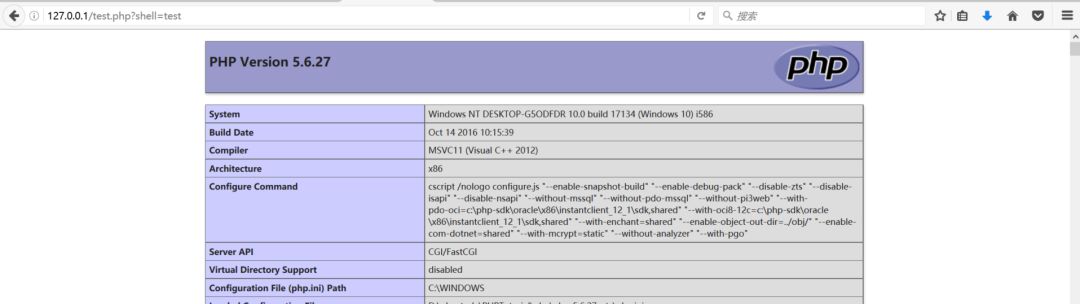 127.0.0.1/test.php?shell=test
搜索
PHP Version 5.6.27
php
System
Windows NT DESKTOP-G5ODFDR 10.0 build 17134 (Windows 10) i586
Build Date
Oct 14 2016 10:15:39
Compiler
MSVC11 (Visual C++ 2012)
Architecture
x86
Configure Command
cscript /nologo configure.js "--enable-snapshot-build" "--enable-debug-pack" "--disable-zts" "--disable-
isapi" "--disable-nsapi" "--without-mssql" "--without-pdo-mssql" "--without-pi3web" "--with-
pdo-oci=c:\php-sdk\oracle\x86\instantclient_12_1\sdk,shared" "--with-oci8-12c=c:\php-sdk\oracle
\x86\instantclient_12_1\sdk,shared" "--with-enchant=shared" "--enable-object-out-dir=../obj/" "--enable-
com-dotnet=shared" "--with-mcrypt=static" "--without-analyzer" "--with-pgo"
Server API
CGI/FastCGI
Virtual Directory Support
disabled
Configuration File (php.ini) Path
C:\WINDOWS